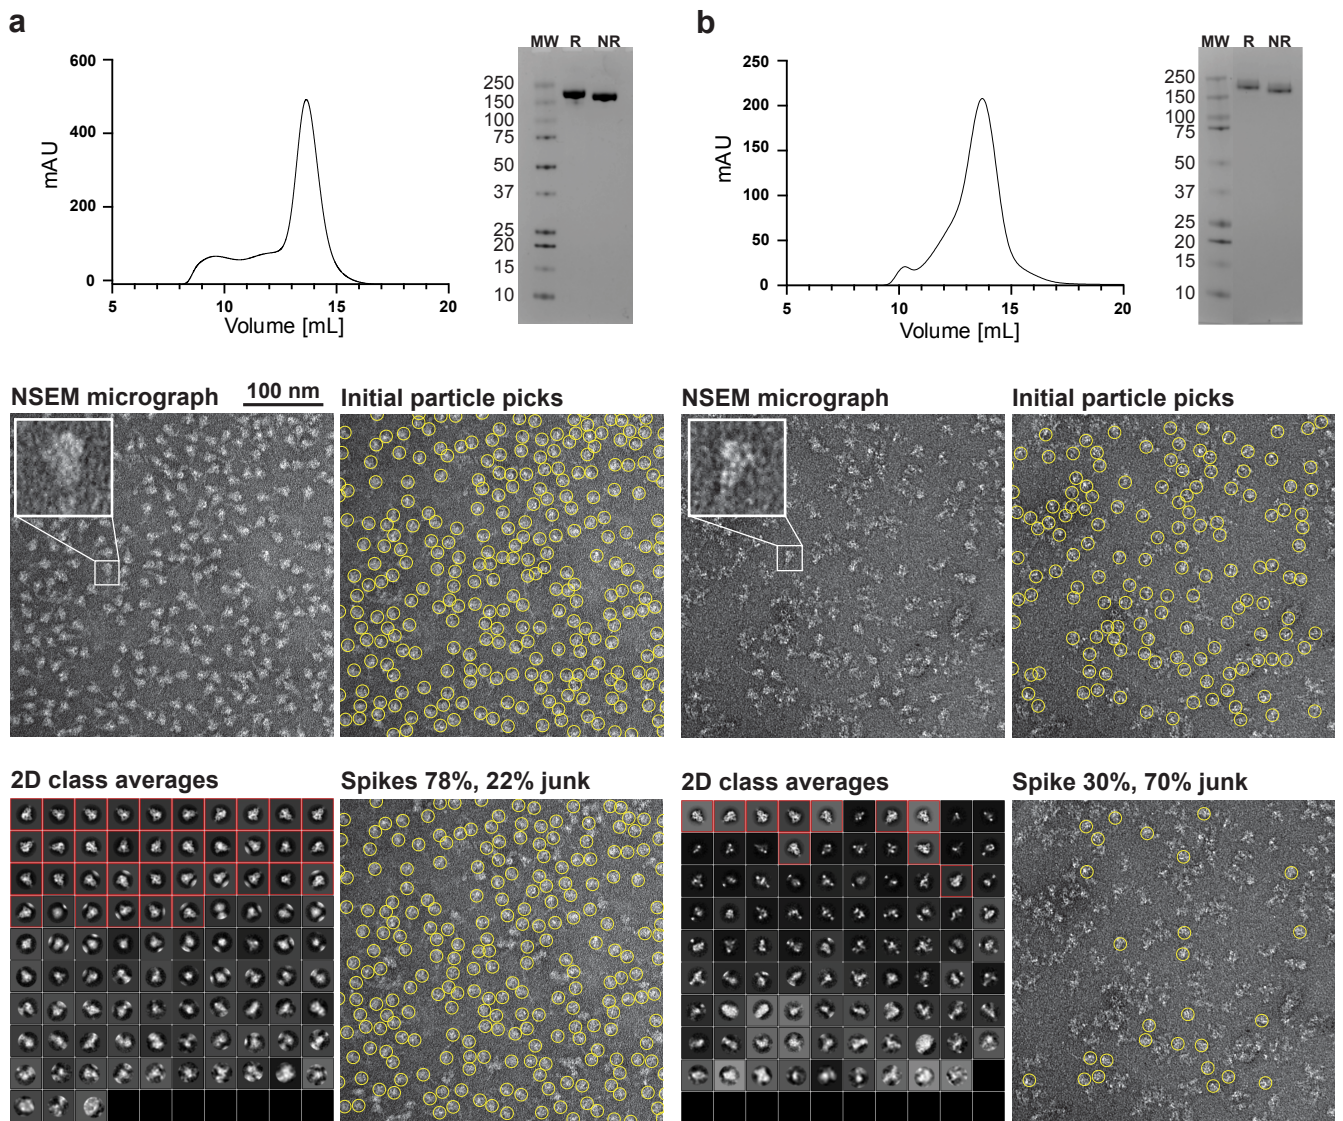 a
600
400
200
0
mAU
5
10
15
20
Volume [mL]
MW R NR
250
150
100
75
50
37
25
20
15
10
b
250
200
150
100
50
0
mAU
5
10
15
20
Volume [mL]
MW R NR
250
150
100
75
50
37
25
20
15
10
NSEM micrograph
100 nm
Initial particle picks
NSEM micrograph
Initial particle picks
2D class averages
Spikes 78%, 22% junk
2D class averages
Spike 30%, 70% junk